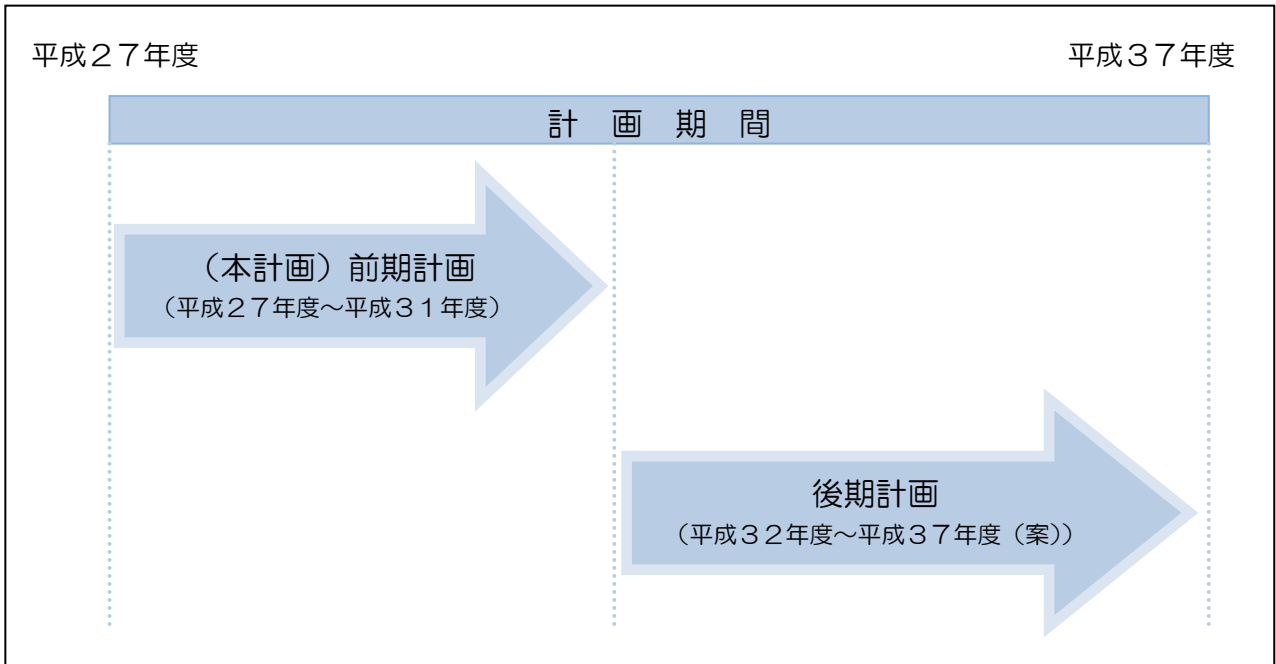 平成２７年度
平成３７年度
計　画　期　間
（本計画）前期計画
（平成２７年度～平成３１年度）
後期計画
（平成３２年度～平成３７年度（案））